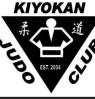 KIYOKAN
柔 道
EST. 2004
JUDO CLUB